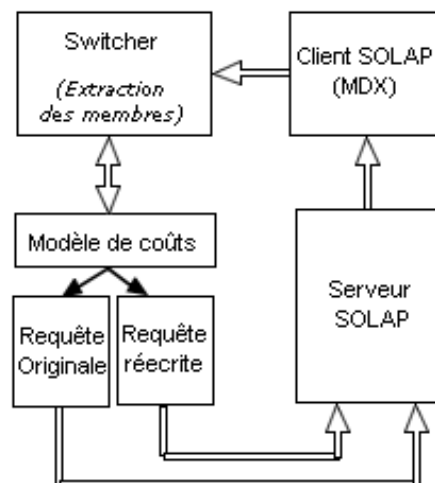 Switcher
(Extraction
des membres)
Client SOLAP
(MDX)
Modèle de coûts
Requête
Originale
Requête
réecrite
Serveur
SOLAP